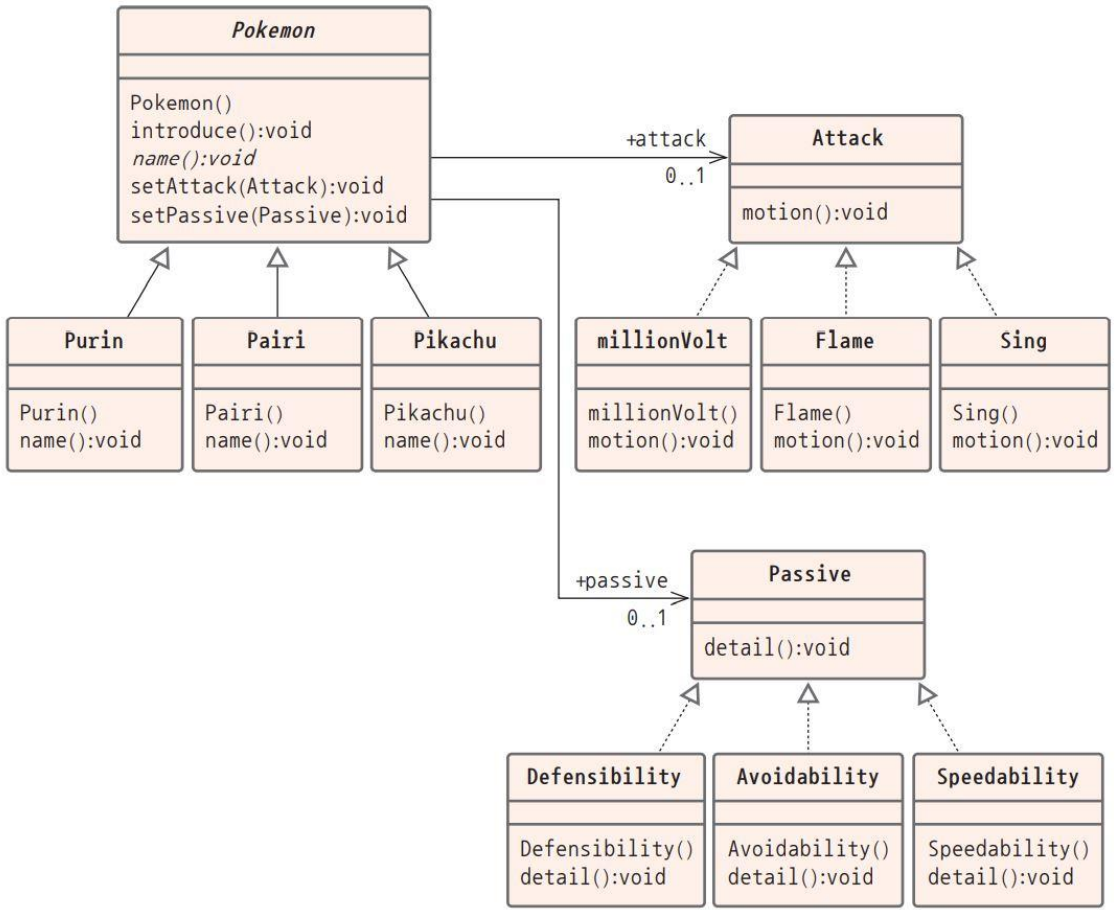 Pokemon
Pokemon()
introduce():void
name():void
setAttack(Attack):void
setPassive(Passive):void
+attack
0..1
Attack
motion():void
Purin
Purin()
name():void
Pairi
Pairi()
name():void
Pikachu
Pikachu()
name():void
millionVolt
millionVolt()
motion():void
Flame
Flame()
motion():void
Sing
Sing()
motion():void
+passive
0..1
Passive
detail():void
Defensibility
Defensibility()
detail():void
Avoidability
Avoidability()
detail():void
Speedability
Speedability()
detail():void